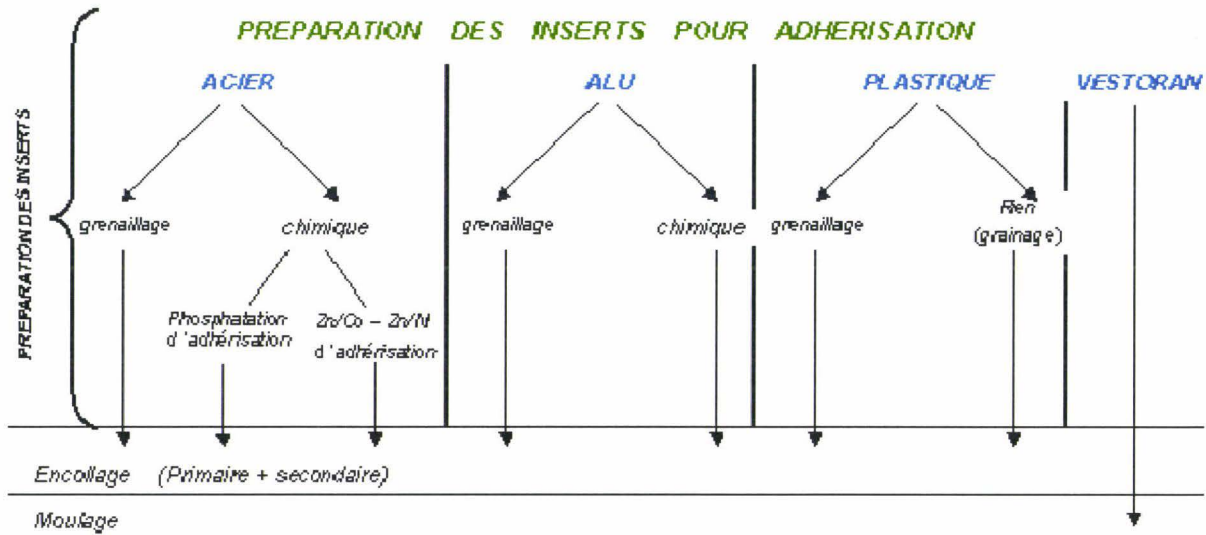 PREPARATION DES INSERTS POUR ADHERISATION
ACIER
ALU
PLASTIQUE
VESTORAN
PREPARATION DES INSERTS
grenaillage
chimique
grenaillage
chimique
grenaillage
Rien
(grainage)
Phosphatation
d'adhérisation
Zn/Co – Zn/Ni
d'adhérisation
Encollage (Primaire + secondaire)
Moulage